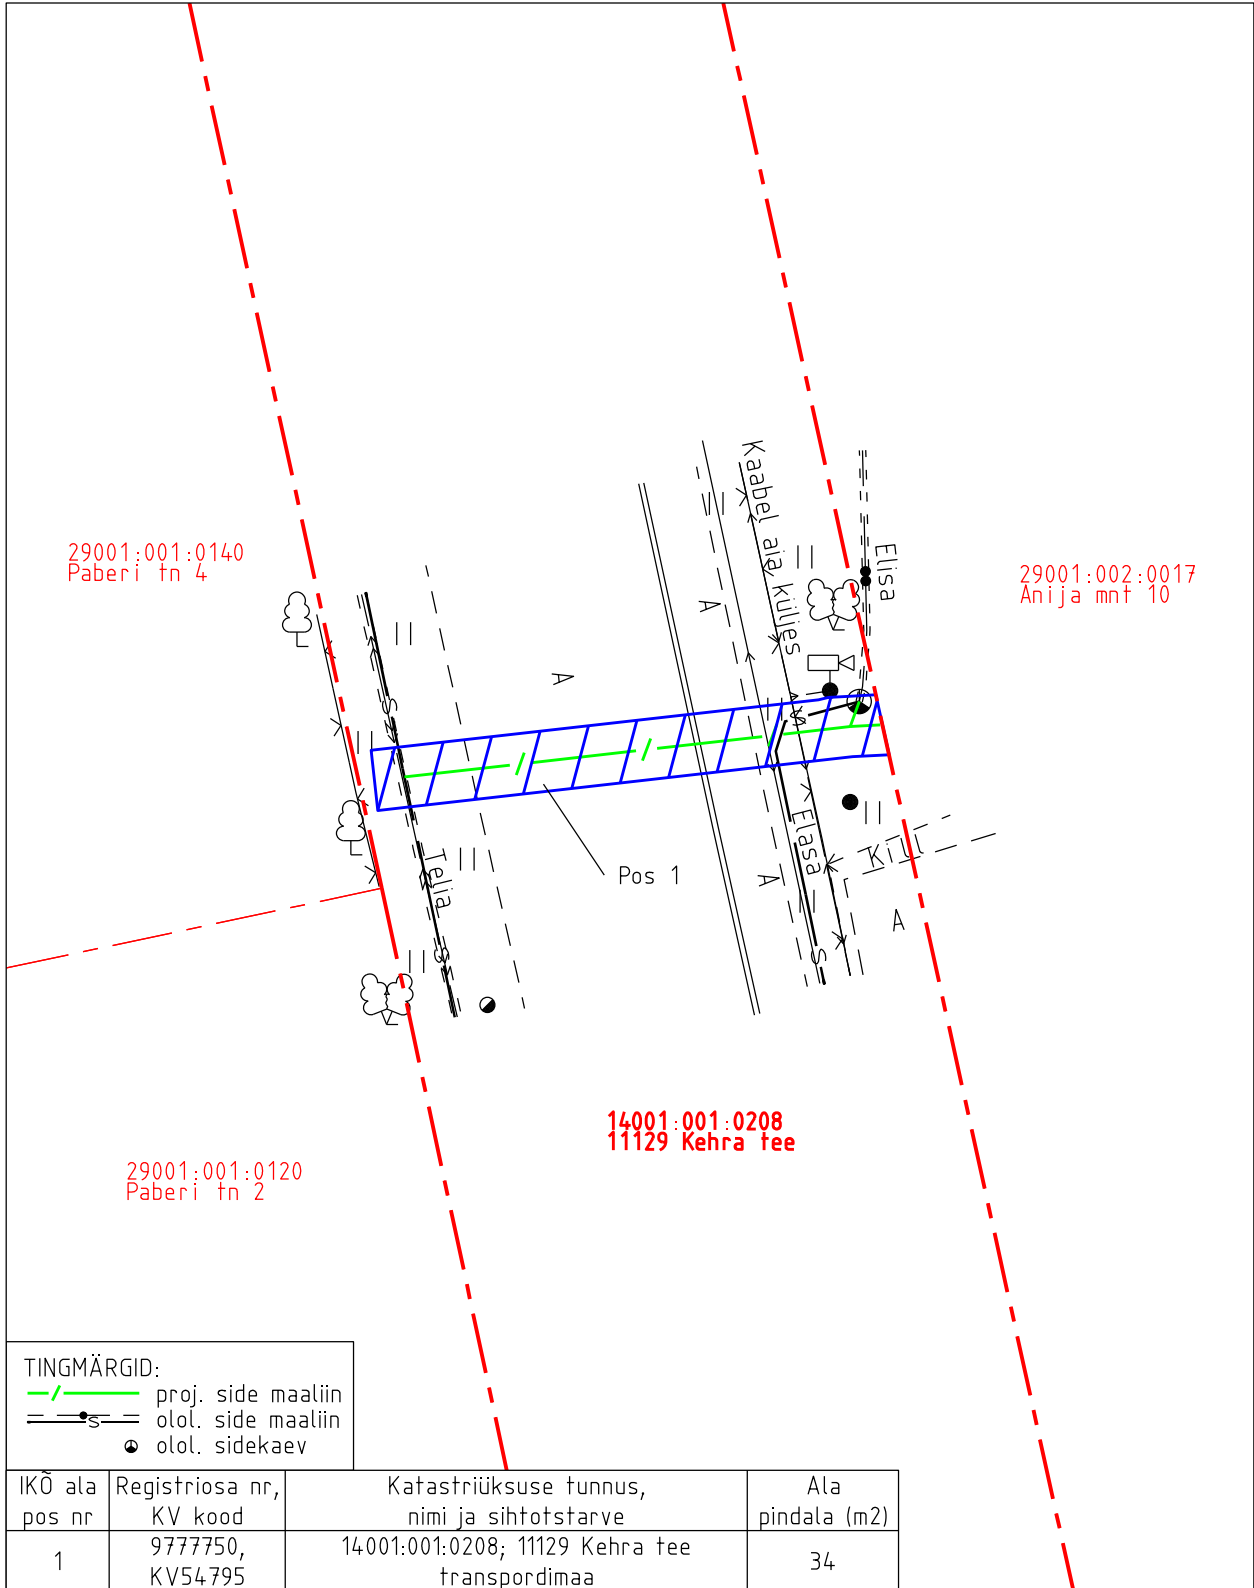 Kaabel aia küljes
Elisa
29001:001:0140
Paberi tn 4
29001:002:0017
Anija mnt 10
A
A
S
S
Elasa
Telia
Pos 1
Kill
A
A
S
S
14001:001:0208
11129 Kehra tee
29001:001:0120
Paberi tn 2
TINGMÄRGID:
proj. side maaliin
S
olol. side maaliin
olol. sidekaev
IKÕ ala pos nr
Registriosa nr, KV kood
Katastriüksuse tunnus, nimi ja sihtotstarve
Ala pindala (m2)
1
9777750, KV54795
14001:001:0208; 11129 Kehra tee transpordimaa
34